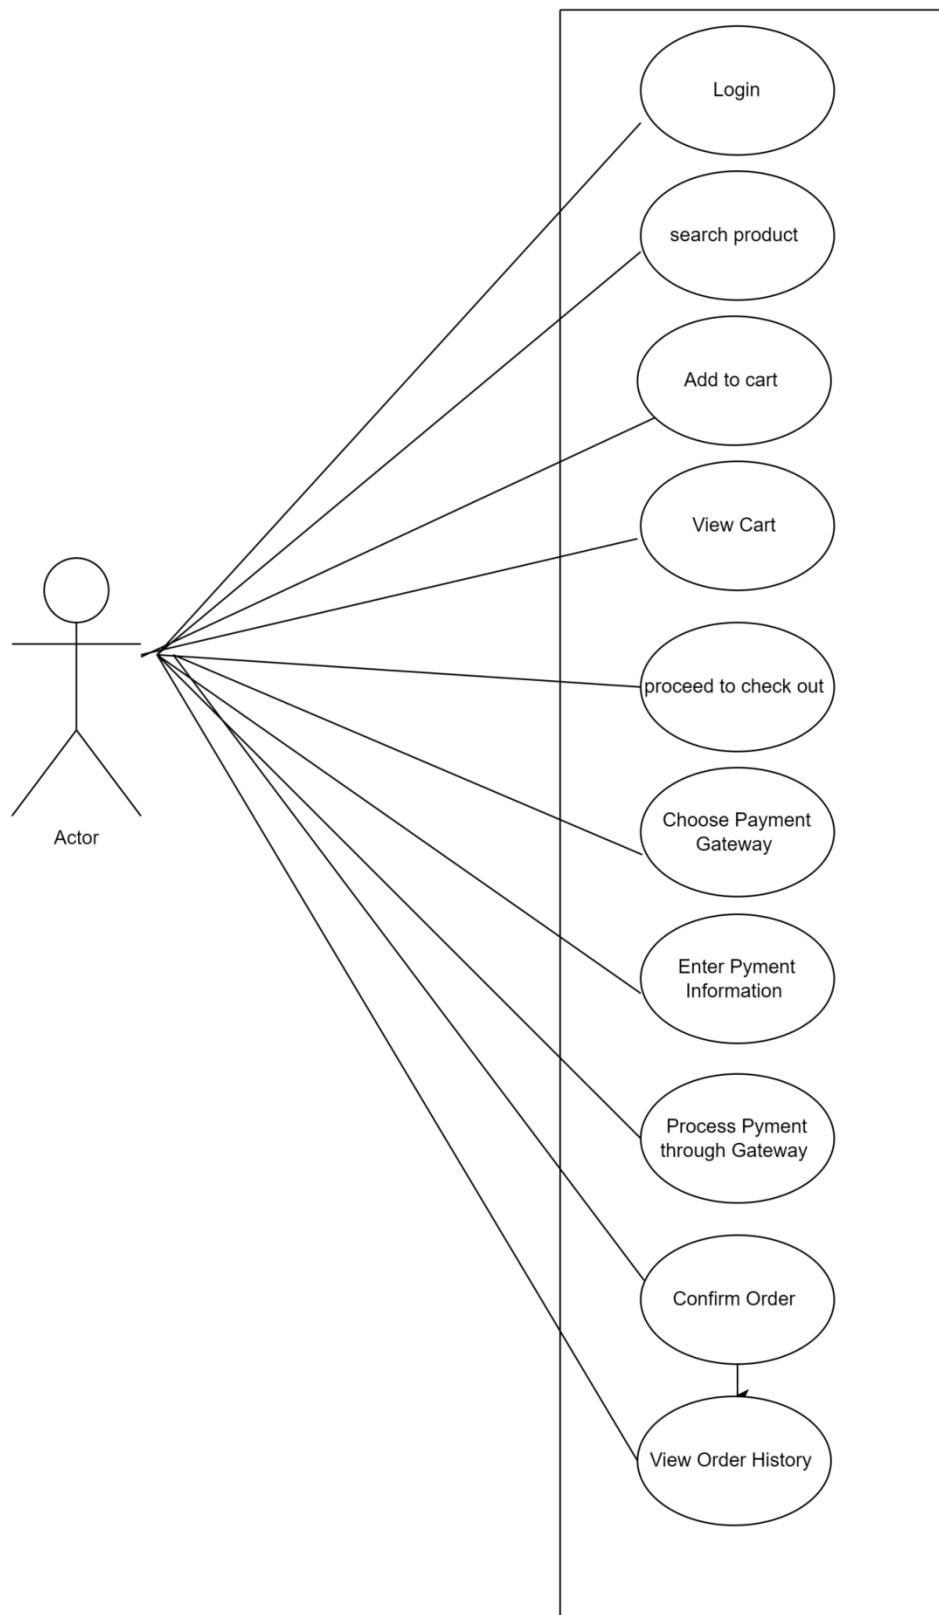 Login
search product
Add to cart
View Cart
Actor
proceed to check out
Choose Payment
Gateway
Enter Pyment
Information
Process Pyment
through Gateway
Confirm Order
View Order History